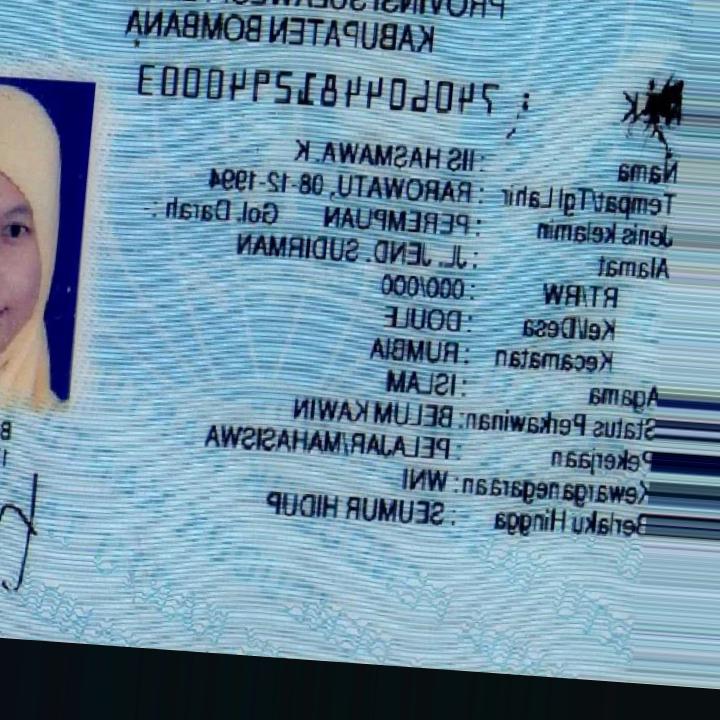 PROVINSI SULAWESI
KABUPATEN BOMBANA
K : 7406044812940003
Nama : IIS HASMAWA. K
Tempat/Tgl Lahir : RAROWATU, 08-12-1994
Jenis kelamin : PEREMPUAN Gol. Darah : -
Alamat : JL. JEND. SUDIRMAN
RT/RW : 000/000
Kel/Desa : DOULE
Kecamatan : RUMBIA
Agama : ISLAM
Status Perkawinan: BELUM KAWIN
Pekerjaan : PELAJAR/MAHASISWA
Kewarganegaraan : WNI
Berlaku Hingga : SEUMUR HIDUP